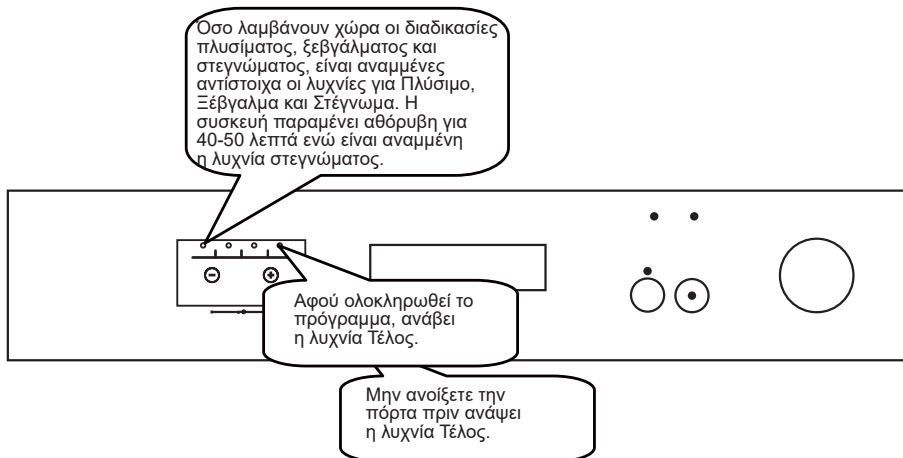 Όσο λαμβάνουν χώρα οι διαδικασίες
πλυσίματος, ξεβγάλματος και
στεγνώματος, είναι αναμμένες
αντίστοιχα οι λυχνίες για Πλύσιμο,
Ξέβγαλμα και Στέγνωμα. Η
συσκευή παραμένει αθόρυβη για
40-50 λεπτά ενώ είναι αναμμένη
η λυχνία στεγνώματος.
Αφού ολοκληρωθεί το
πρόγραμμα, ανάβει
η λυχνία Τέλος.
Μην ανοίξετε την
πόρτα πριν ανάψει
η λυχνία Τέλος.